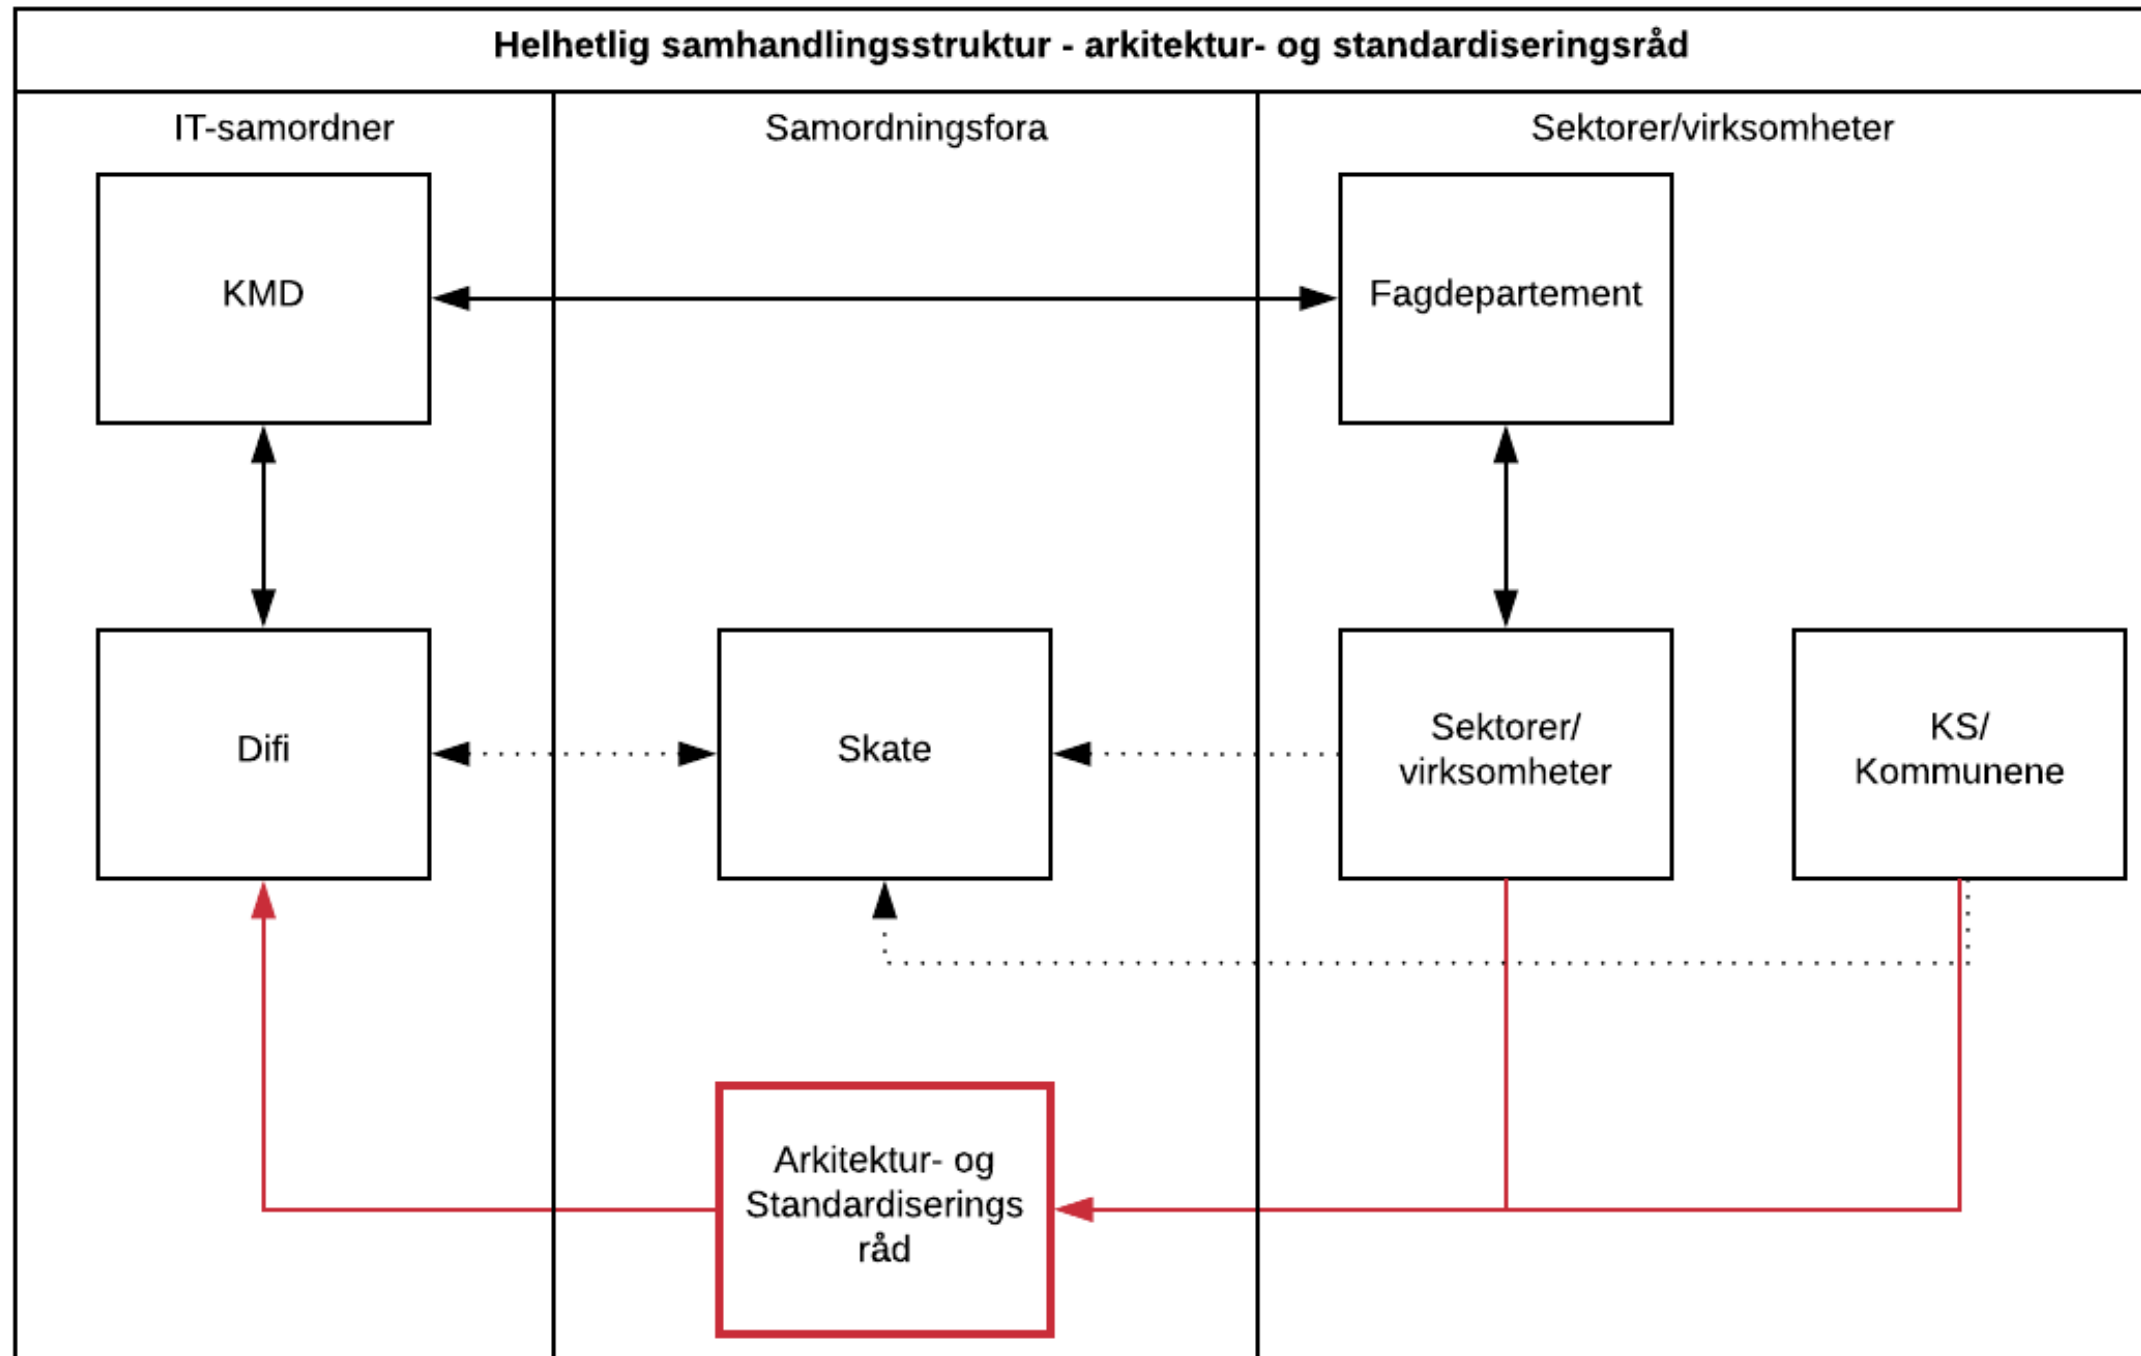 Helhetlig samhandlingsstruktur - arkitektur- og standardiseringsråd
IT-samordner
Samordningsfora
Sektorer/virksomheter
KMD
Fagdepartement
Difi
Skate
Sektorer/
virksomheter
KS/
Kommunene
Arkitektur- og
Standardiserings
råd